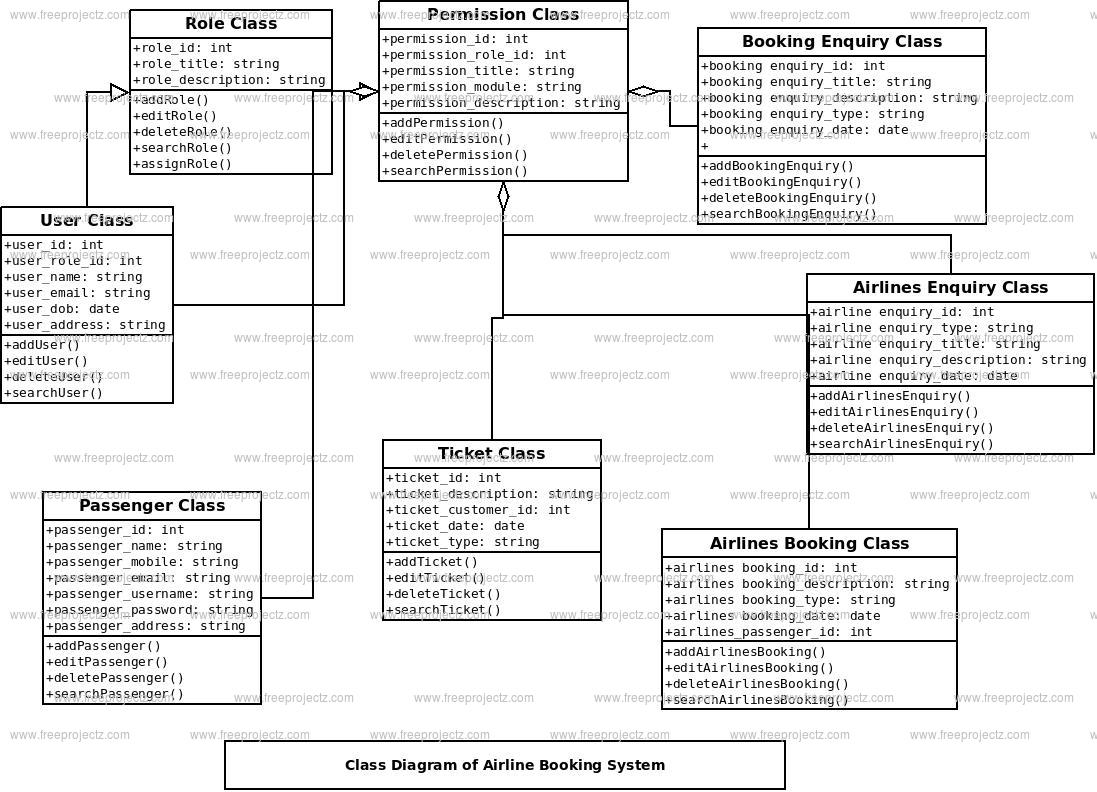 Role Class
+role_id: int
+role_title: string
+role_description: string
+addRole()
+editRole()
+deleteRole()
+searchRole()
+assignRole()
Permission Class
+permission_id: int
+permission_role_id: int
+permission_title: string
+permission_module: string
+permission_description: string
+addPermission()
+editPermission()
+deletePermission()
+searchPermission()
Booking Enquiry Class
+booking enquiry_id: int
+booking enquiry_title: string
+booking enquiry_description: string
+booking enquiry_type: string
+booking enquiry_date: date
+
+addBookingEnquiry()
+editBookingEnquiry()
+deleteBookingEnquiry()
+searchBookingEnquiry()
User Class
+user_id: int
+user_role_id: int
+user_name: string
+user_email: string
+user_dob: date
+user_address: string
+addUser()
+editUser()
+deleteUser()
+searchUser()
Airlines Enquiry Class
+airline enquiry_id: int
+airline enquiry_type: string
+airline enquiry_title: string
+airline enquiry_description: string
+airline enquiry_date: date
+addAirlinesEnquiry()
+editAirlinesEnquiry()
+deleteAirlinesEnquiry()
+searchAirlinesEnquiry()
Ticket Class
+ticket_id: int
+ticket_description: string
+ticket_customer_id: int
+ticket_date: date
+ticket_type: string
+addTicket()
+editTicket()
+deleteTicket()
+searchTicket()
Passenger Class
+passenger_id: int
+passenger_name: string
+passenger_mobile: string
+passenger_email: string
+passenger_username: string
+passenger_password: string
+passenger_address: string
+addPassenger()
+editPassenger()
+deletePassenger()
+searchPassenger()
Airlines Booking Class
+airlines booking_id: int
+airlines booking_description: string
+airlines booking_type: string
+airlines booking_date: date
+airlines_passenger_id: int
+addAirlinesBooking()
+editAirlinesBooking()
+deleteAirlinesBooking()
+searchAirlinesBooking()
Class Diagram of Airline Booking System
www.freeprojectz.com